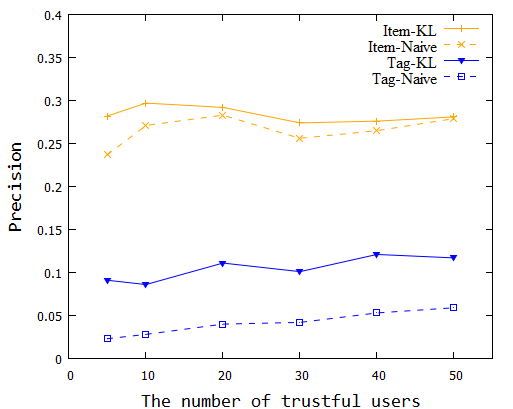 0.4
0.35
0.3
0.25
0.2
0.15
0.1
0.05
0
Precision
Item-KL
Item-Naive
Tag-KL
Tag-Naive
0 10 20 30 40 50
The number of trustful users